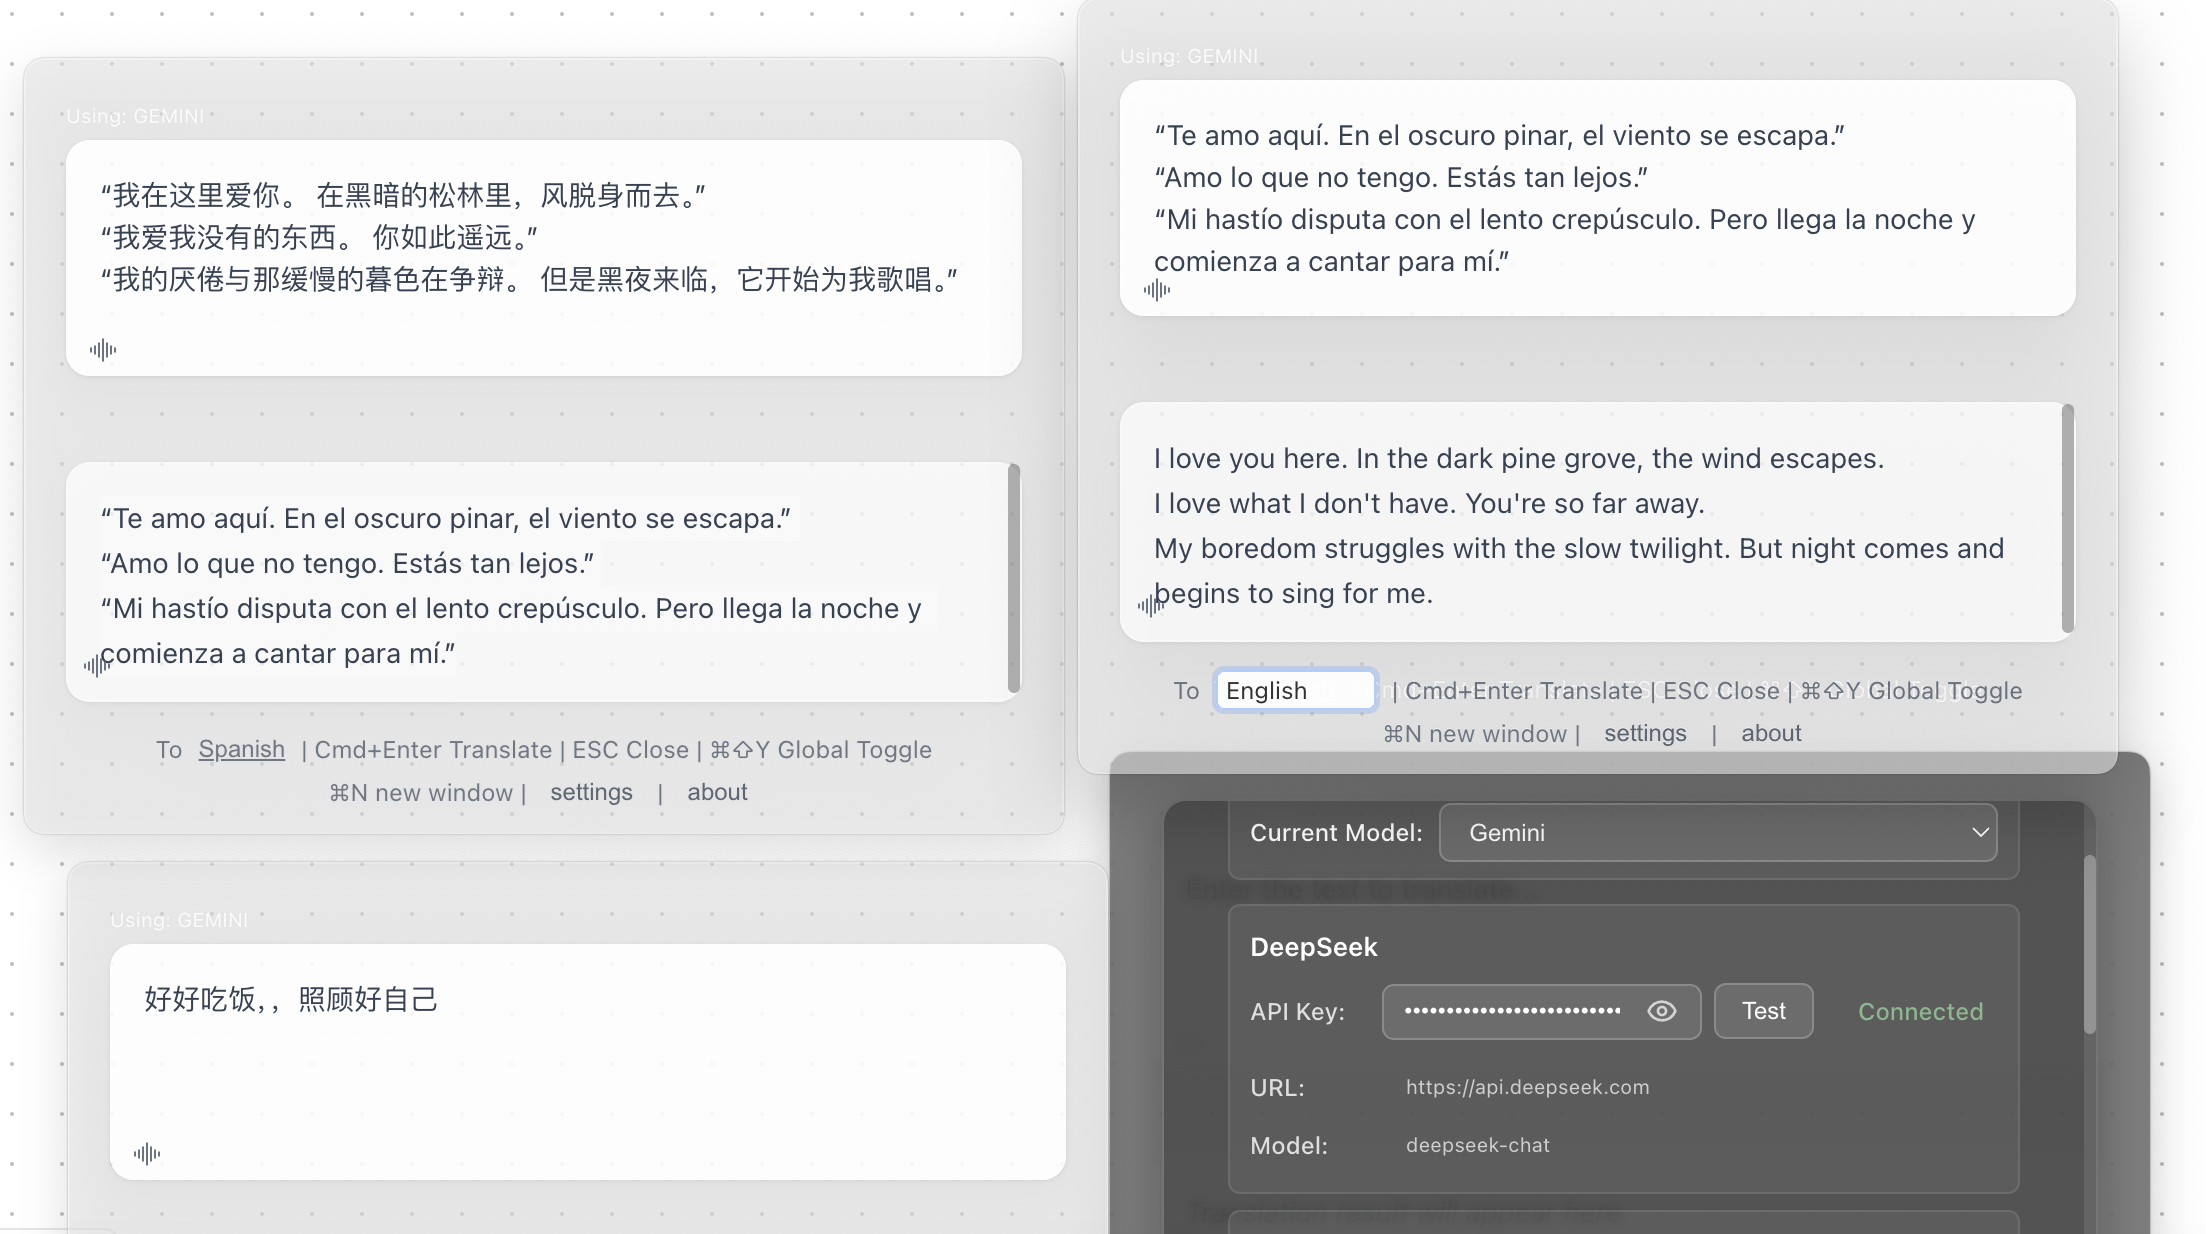 Using: GEMINI
“我在这里爱你。 在黑暗的松林里，风脱身而去。”
“我爱我没有的东西。 你如此遥远。”
“我的厌倦与那缓慢的暮色在争辩。 但是黑夜来临，它开始为我歌唱。”
“Te amo aquí. En el oscuro pinar, el viento se escapa.”
“Amo lo que no tengo. Estás tan lejos.”
“Mi hastío disputa con el lento crepúsculo. Pero llega la noche y
comienza a cantar para mí.”
To Spanish | Cmd+Enter Translate | ESC Close | ⌘⇧Y Global Toggle
⌘N new window | settings | about
Using: GEMINI
“Te amo aquí. En el oscuro pinar, el viento se escapa.”
“Amo lo que no tengo. Estás tan lejos.”
“Mi hastío disputa con el lento crepúsculo. Pero llega la noche y
comienza a cantar para mí.”
I love you here. In the dark pine grove, the wind escapes.
I love what I don't have. You're so far away.
My boredom struggles with the slow twilight. But night comes and
begins to sing for me.
To English | Cmd+Enter Translate | ESC Close | ⌘⇧Y Global Toggle
⌘N new window | settings | about
Using: GEMINI
好好吃饭，，照顾好自己
Current Model: Gemini
Enter the text to translate...
DeepSeek
API Key: Test Connected
URL: https://api.deepseek.com
Model: deepseek-chat
Translation result will appear here